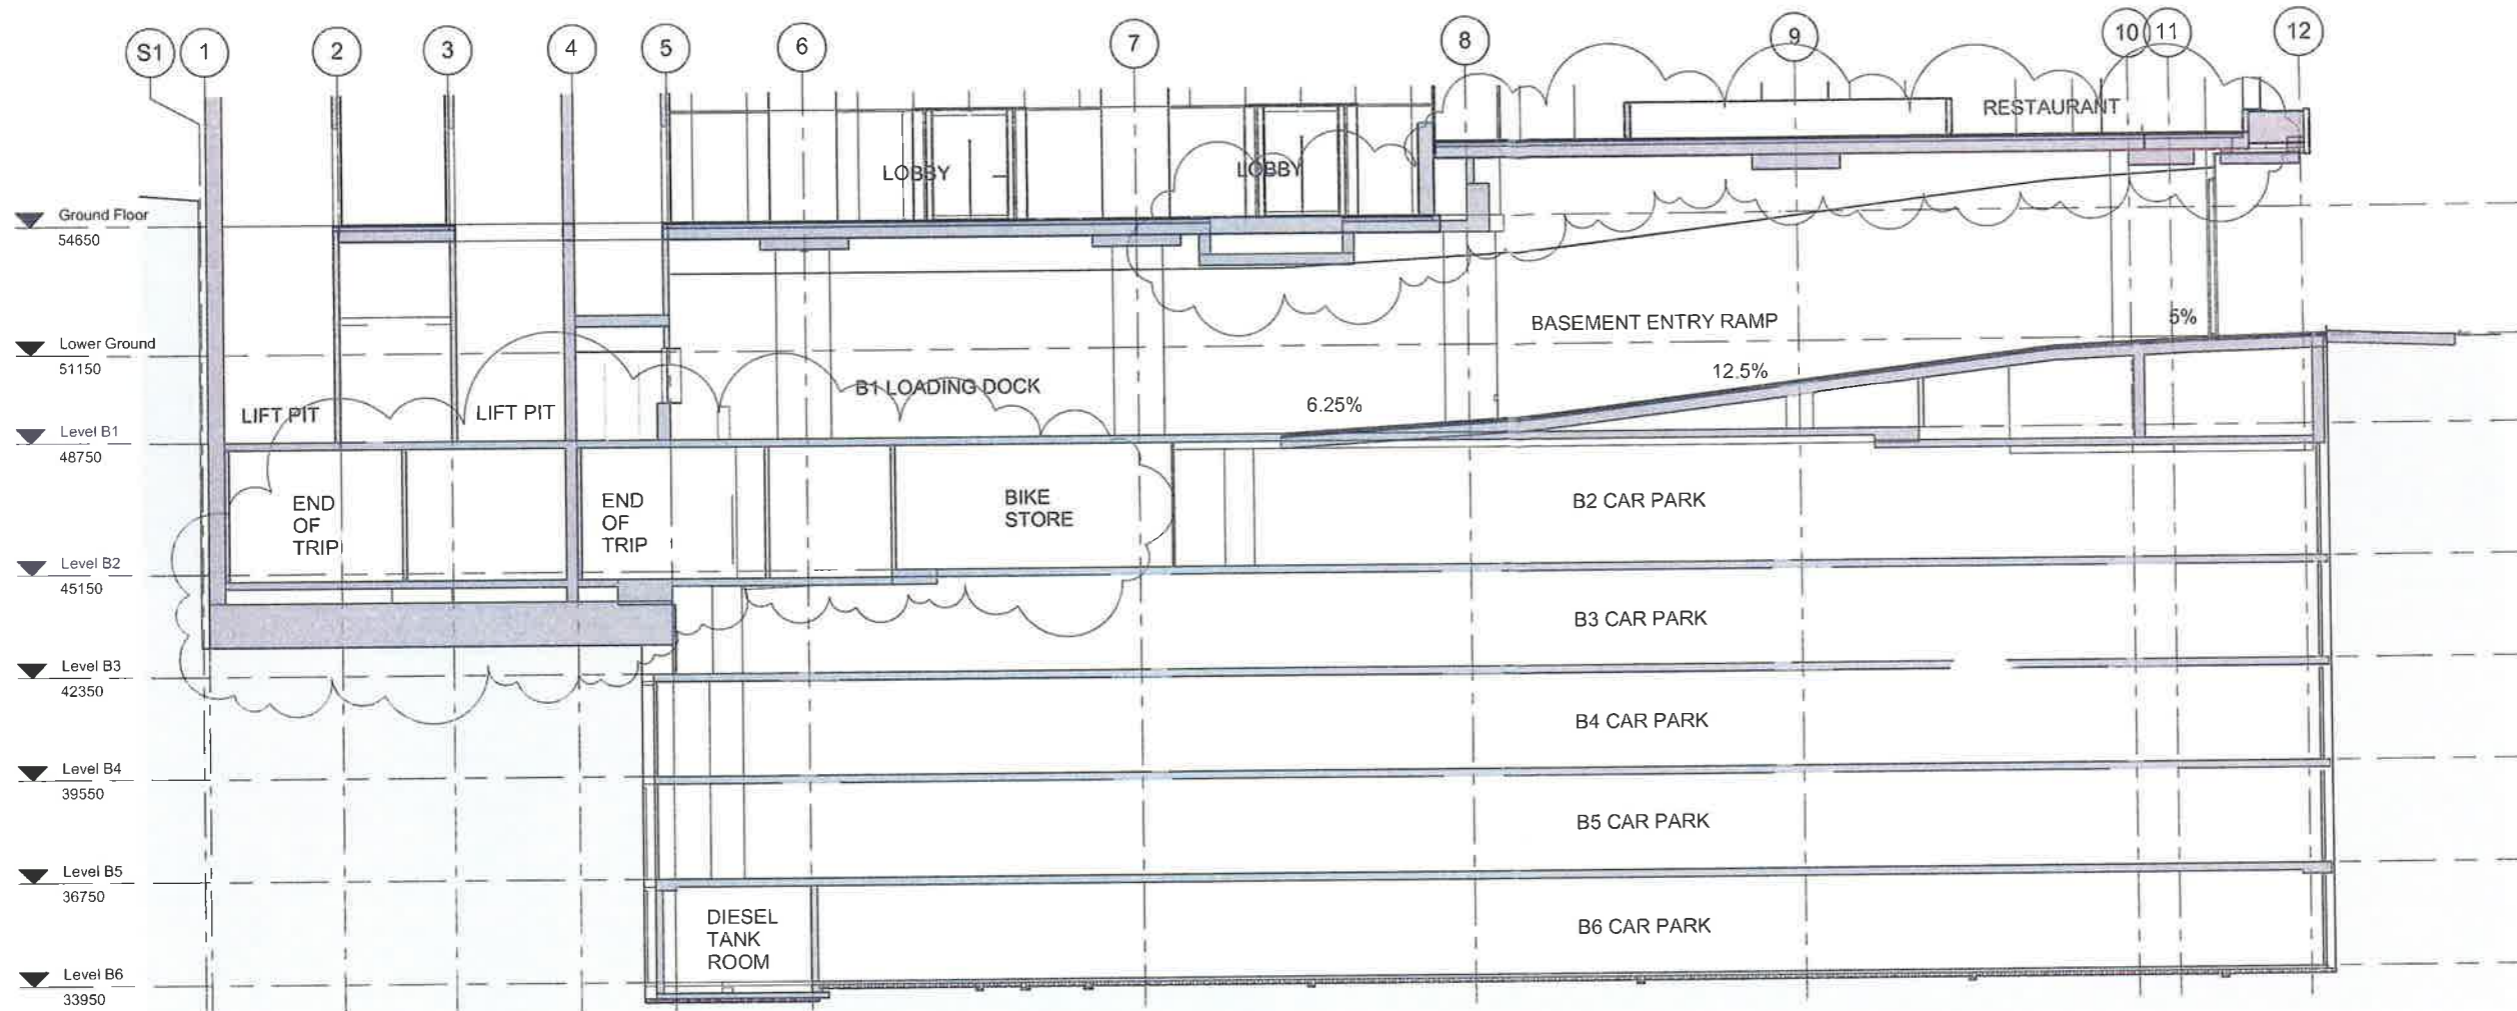 S1
1
2
3
4
5
6
7
8
9
10
11
12
RESTAURANT
LOBBY
LOBBY
Ground Floor
54650
BASEMENT ENTRY RAMP
5%
Lower Ground
51150
12.5%
B1 LOADING DOCK
6.25%
LIFT PIT
LIFT PIT
Level B1
48750
END
OF
TRIP
END
OF
TRIP
BIKE
STORE
B2 CAR PARK
Level B2
45150
B3 CAR PARK
Level B3
42350
B4 CAR PARK
Level B4
39550
B5 CAR PARK
Level B5
36750
DIESEL
TANK
ROOM
B6 CAR PARK
Level B6
33950